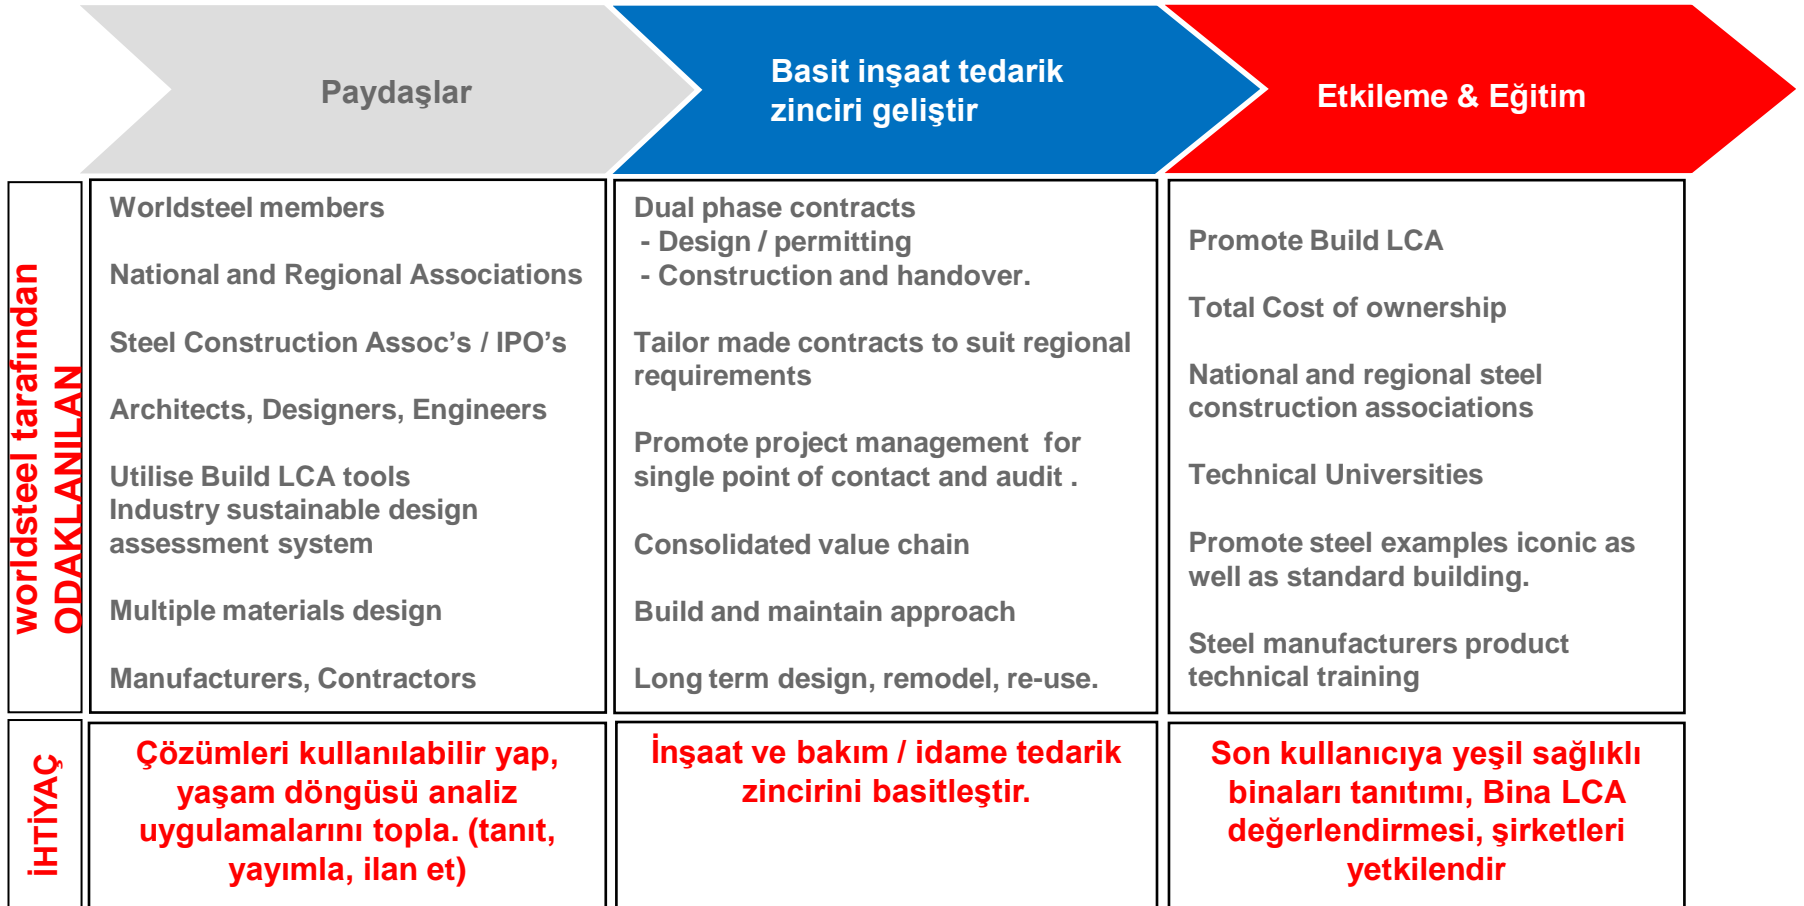 Paydaşlar
Basit inşaat tedarik
zinciri geliştir
Etkileme & Eğitim
worldsteel tarafından
ODAKLANILAN
Worldsteel members
National and Regional Associations
Steel Construction Assoc’s / IPO’s
Architects, Designers, Engineers
Utilise Build LCA tools
Industry sustainable design
assessment system
Multiple materials design
Manufacturers, Contractors
Dual phase contracts
- Design / permitting
- Construction and handover.
Tailor made contracts to suit regional
requirements
Promote project management  for
single point of contact and audit .
Consolidated value chain
Build and maintain approach
Long term design, remodel, re-use.
Promote Build LCA
Total Cost of ownership
National and regional steel
construction associations
Technical Universities
Promote steel examples iconic as
well as standard building.
Steel manufacturers product
technical training
İHTİYAÇ
Çözümleri kullanılabilir yap,
yaşam döngüsü analiz
uygulamalarını topla. (tanıt,
yayımla, ilan et)
İnşaat ve bakım / idame tedarik
zincirini basitleştir.
Son kullanıcıya yeşil sağlıklı
binaları tanıtımı, Bina LCA
değerlendirmesi, şirketleri
yetkilendir